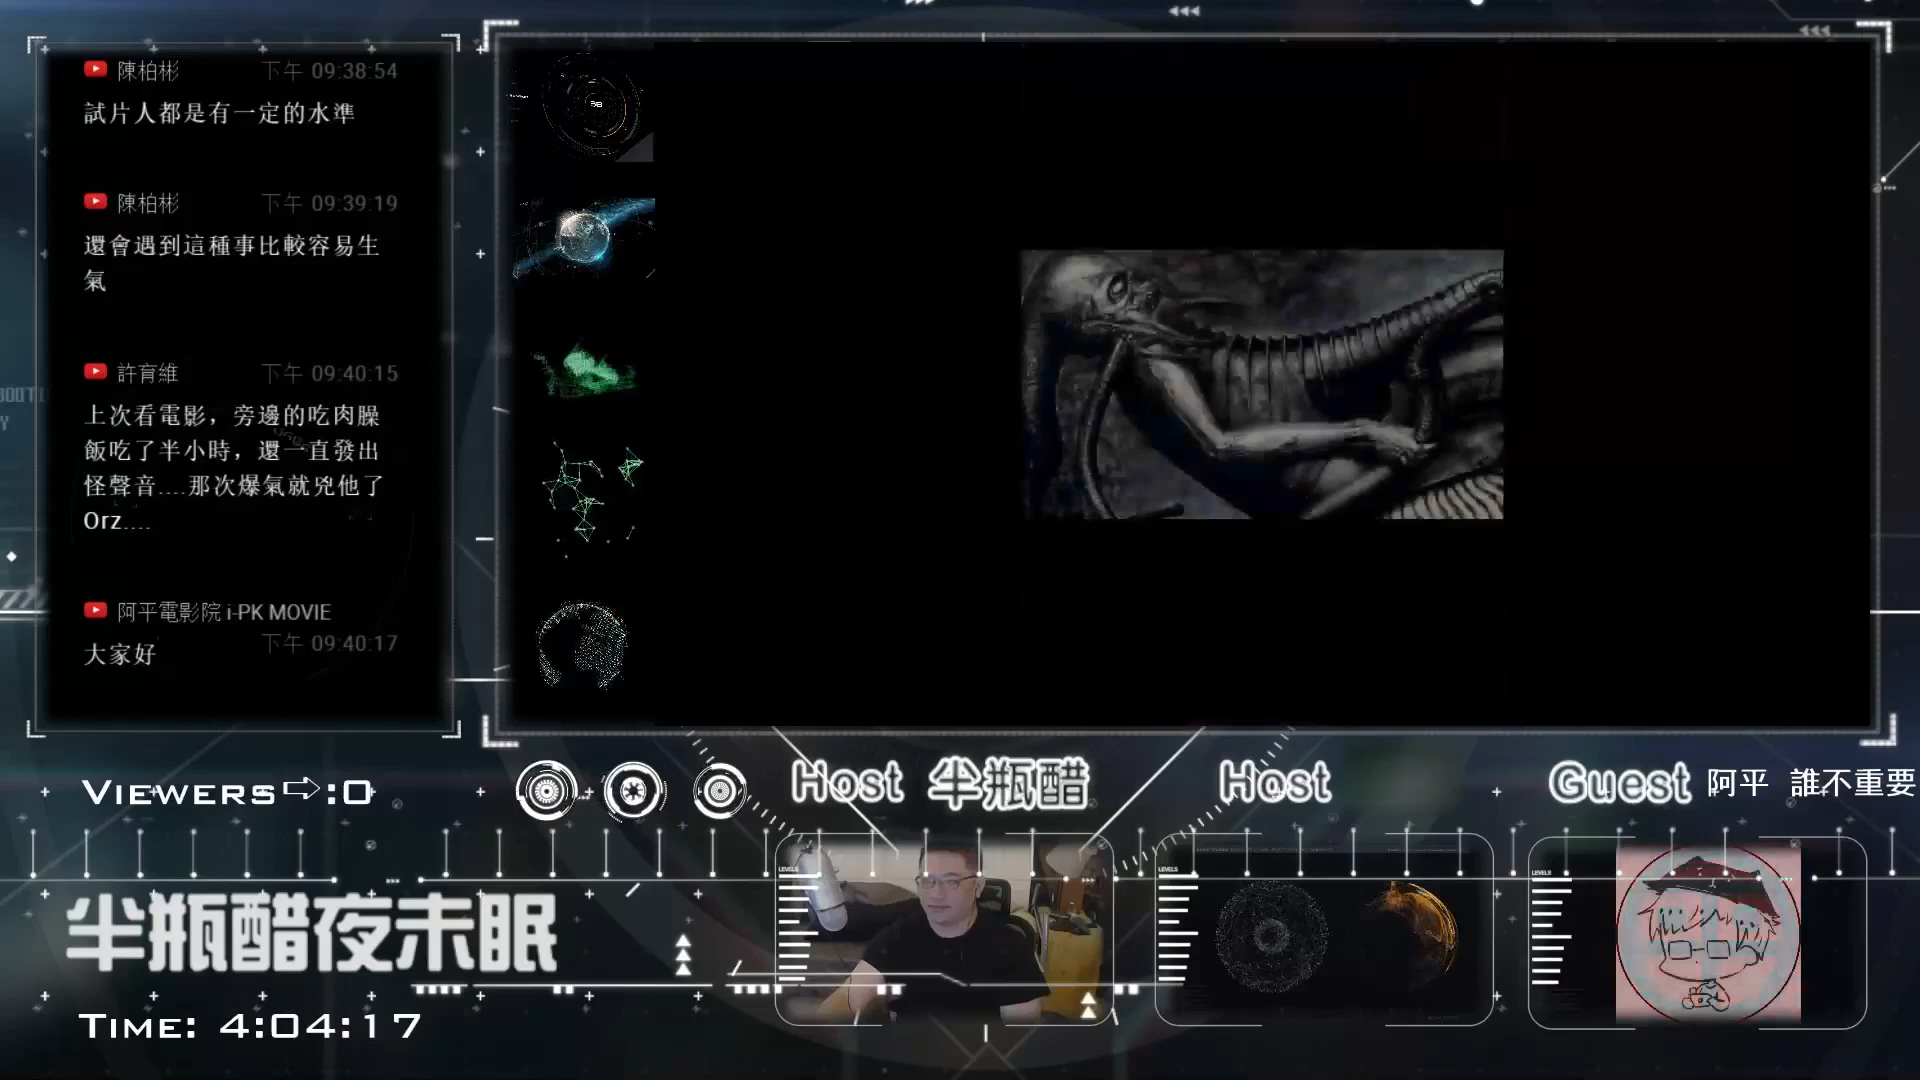 陳柏彬 下午 09:38:54
試片人都是有一定的水準
陳柏彬 下午 09:39:19
還會遇到這種事比較容易生
氣
許育維 下午 09:40:15
上次看電影，旁邊的吃肉臊
飯吃了半小時，還一直發出
怪聲音....那次爆氣就兇他了
Orz....
阿平電影院 i-PK MOVIE
下午 09:40:17
大家好
VIEWERS➪:0
Host 半瓶醋
Host
Guest 阿平 誰不重要
LEVELS
LEVELS
LEVELS
半瓶醋夜未眠
TIME: 4:04:17